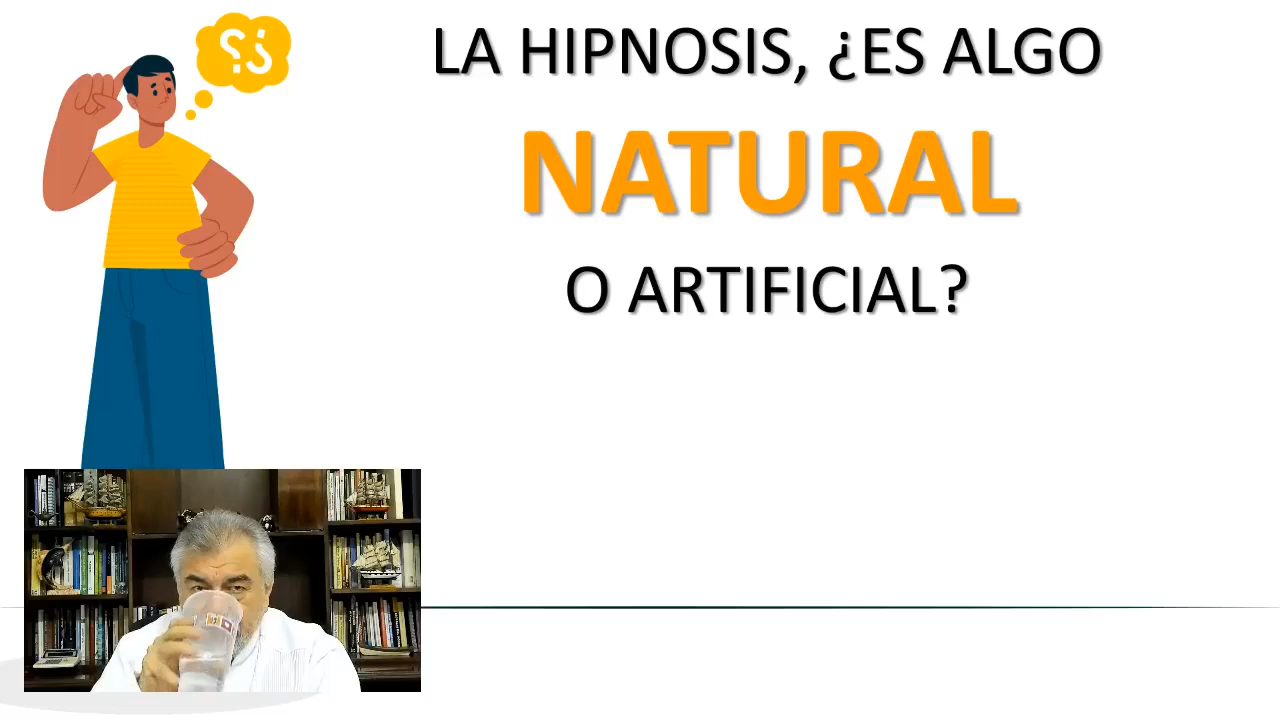 LA HIPNOSIS, ¿ES ALGO
NATURAL
O ARTIFICIAL?
?¿